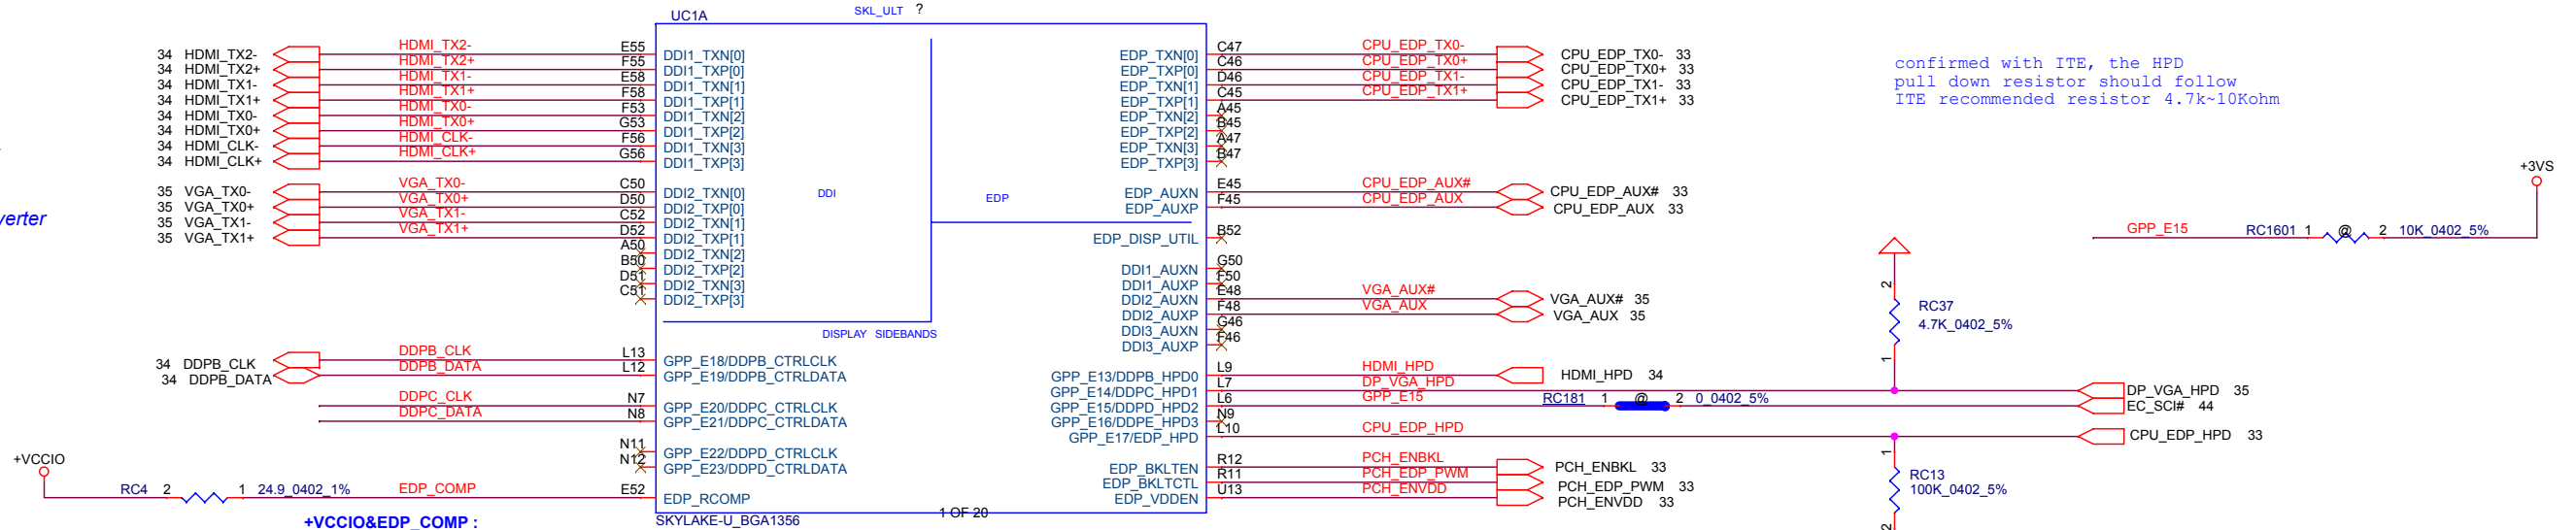 SKL_ULT ?
UC1A
34 HDMI_TX2- HDMI_TX2- E55 DDI1_TXN[0]
34 HDMI_TX2+ HDMI_TX2+ F55 DDI1_TXP[0]
34 HDMI_TX1- HDMI_TX1- E58 DDI1_TXN[1]
34 HDMI_TX1+ HDMI_TX1+ F58 DDI1_TXP[1]
34 HDMI_TX0- HDMI_TX0- F53 DDI1_TXN[2]
34 HDMI_TX0+ HDMI_TX0+ G53 DDI1_TXP[2]
34 HDMI_CLK- HDMI_CLK- F56 DDI1_TXN[3]
34 HDMI_CLK+ HDMI_CLK+ G56 DDI1_TXP[3]
35 VGA_TX0- VGA_TX0- C50 DDI2_TXN[0]
35 VGA_TX0+ VGA_TX0+ D50 DDI2_TXP[0]
35 VGA_TX1- VGA_TX1- C52 DDI2_TXN[1]
35 VGA_TX1+ VGA_TX1+ D52 DDI2_TXP[1]
A50 DDI2_TXN[2]
B50 DDI2_TXP[2]
D51 DDI2_TXN[3]
C51 DDI2_TXP[3]
verter
DDI
EDP
DISPLAY SIDEBANDS
34 DDPB_CLK DDPB_CLK L13 GPP_E18/DDPB_CTRLCLK
34 DDPB_DATA DDPB_DATA L12 GPP_E19/DDPB_CTRLDATA
DDPC_CLK N7 GPP_E20/DDPC_CTRLCLK
DDPC_DATA N8 GPP_E21/DDPC_CTRLDATA
N11 GPP_E22/DDPD_CTRLCLK
N12 GPP_E23/DDPD_CTRLDATA
+VCCIO
RC4 2 1 24.9_0402_1% EDP_COMP E52 EDP_RCOMP
+VCCIO&EDP_COMP :
SKYLAKE-U_BGA1356
1 OF 20
EDP_TXN[0] C47 CPU_EDP_TX0- CPU_EDP_TX0- 33
EDP_TXP[0] C46 CPU_EDP_TX0+ CPU_EDP_TX0+ 33
EDP_TXN[1] D46 CPU_EDP_TX1- CPU_EDP_TX1- 33
EDP_TXP[1] C45 CPU_EDP_TX1+ CPU_EDP_TX1+ 33
EDP_TXN[2] A45
EDP_TXP[2] B45
EDP_TXN[3] A47
EDP_TXP[3] B47
EDP_AUXN E45 CPU_EDP_AUX# CPU_EDP_AUX# 33
EDP_AUXP F45 CPU_EDP_AUX CPU_EDP_AUX 33
EDP_DISP_UTIL B52
DDI1_AUXN G50
DDI1_AUXP F50
DDI2_AUXN E48 VGA_AUX# VGA_AUX# 35
DDI2_AUXP F48 VGA_AUX VGA_AUX 35
DDI3_AUXN G46
DDI3_AUXP F46
GPP_E13/DDPB_HPD0 L9 HDMI_HPD HDMI_HPD 34
GPP_E14/DDPC_HPD1 L7 DP_VGA_HPD DP_VGA_HPD 35
GPP_E15/DDPD_HPD2 L6 GPP_E15 RC181 1 @ 2 0_0402_5% EC_SCI# 44
GPP_E16/DDPE_HPD3 N9
GPP_E17/EDP_HPD L10 CPU_EDP_HPD CPU_EDP_HPD 33
EDP_BKLTEN R12 PCH_ENBKL PCH_ENBKL 33
EDP_BKLTCTL R11 PCH_EDP_PWM PCH_EDP_PWM 33
EDP_VDDEN U13 PCH_ENVDD PCH_ENVDD 33
confirmed with ITE, the HPD
pull down resistor should follow
ITE recommended resistor 4.7k~10Kohm
+3VS
GPP_E15 RC1601 1 @ 2 10K_0402_5%
2
RC37
4.7K_0402_5%
1
1
RC13
100K_0402_5%
2